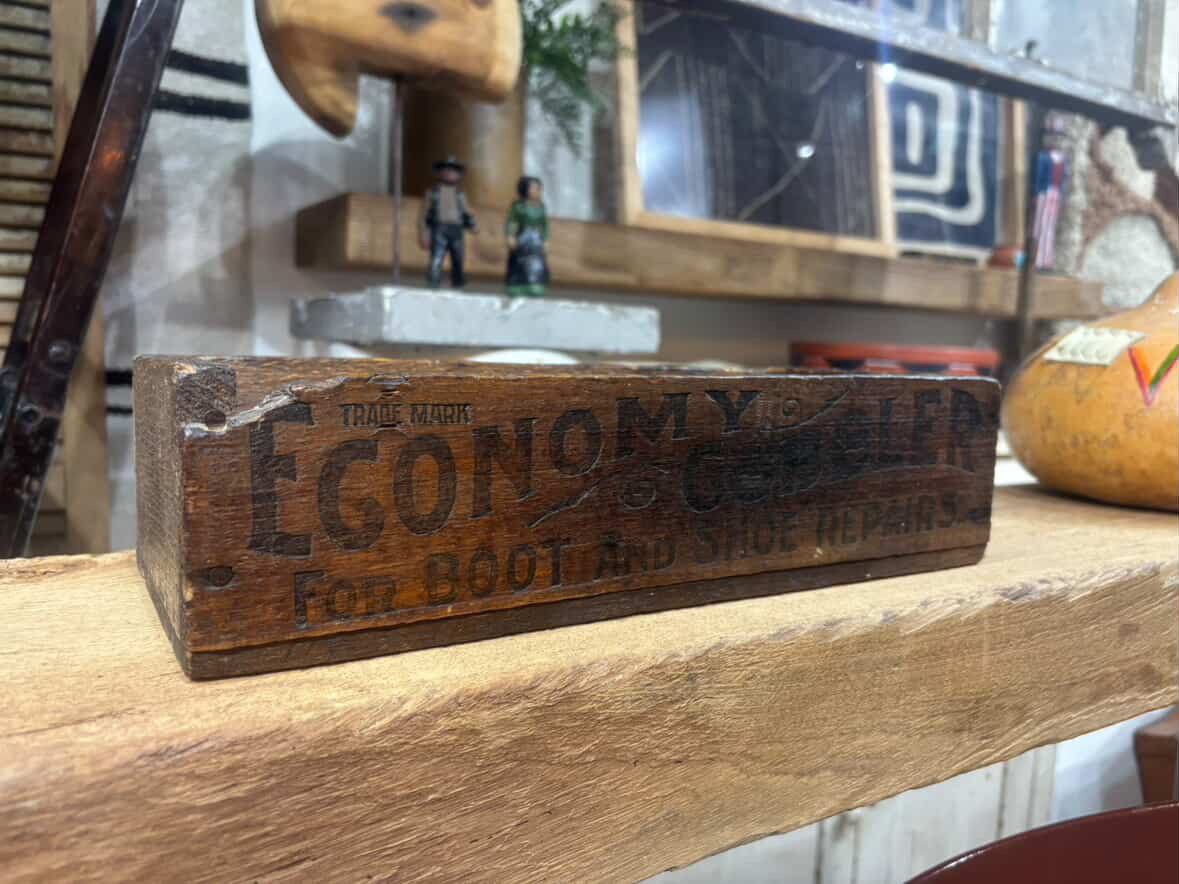 TRADE MARK
ECONOMY COBBLER
FOR BOOT AND SHOE REPAIRS.